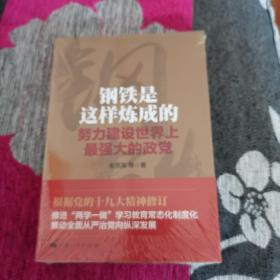 钢铁是
这样炼成的
努力建设世界上
最强大的政党
等 著
根据党的十九大精神修订
推进“两学一做”学习教育常态化制度化
推动全面从严治党向纵深发展